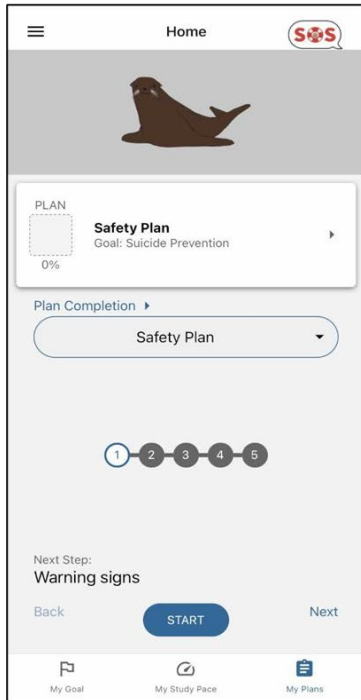 Home
SOS
PLAN
Safety Plan
Goal: Suicide Prevention
0%
Plan Completion
Safety Plan
1 2 3 4 5
Next Step:
Warning signs
Back
START
Next
My Goal
My Study Pace
My Plans